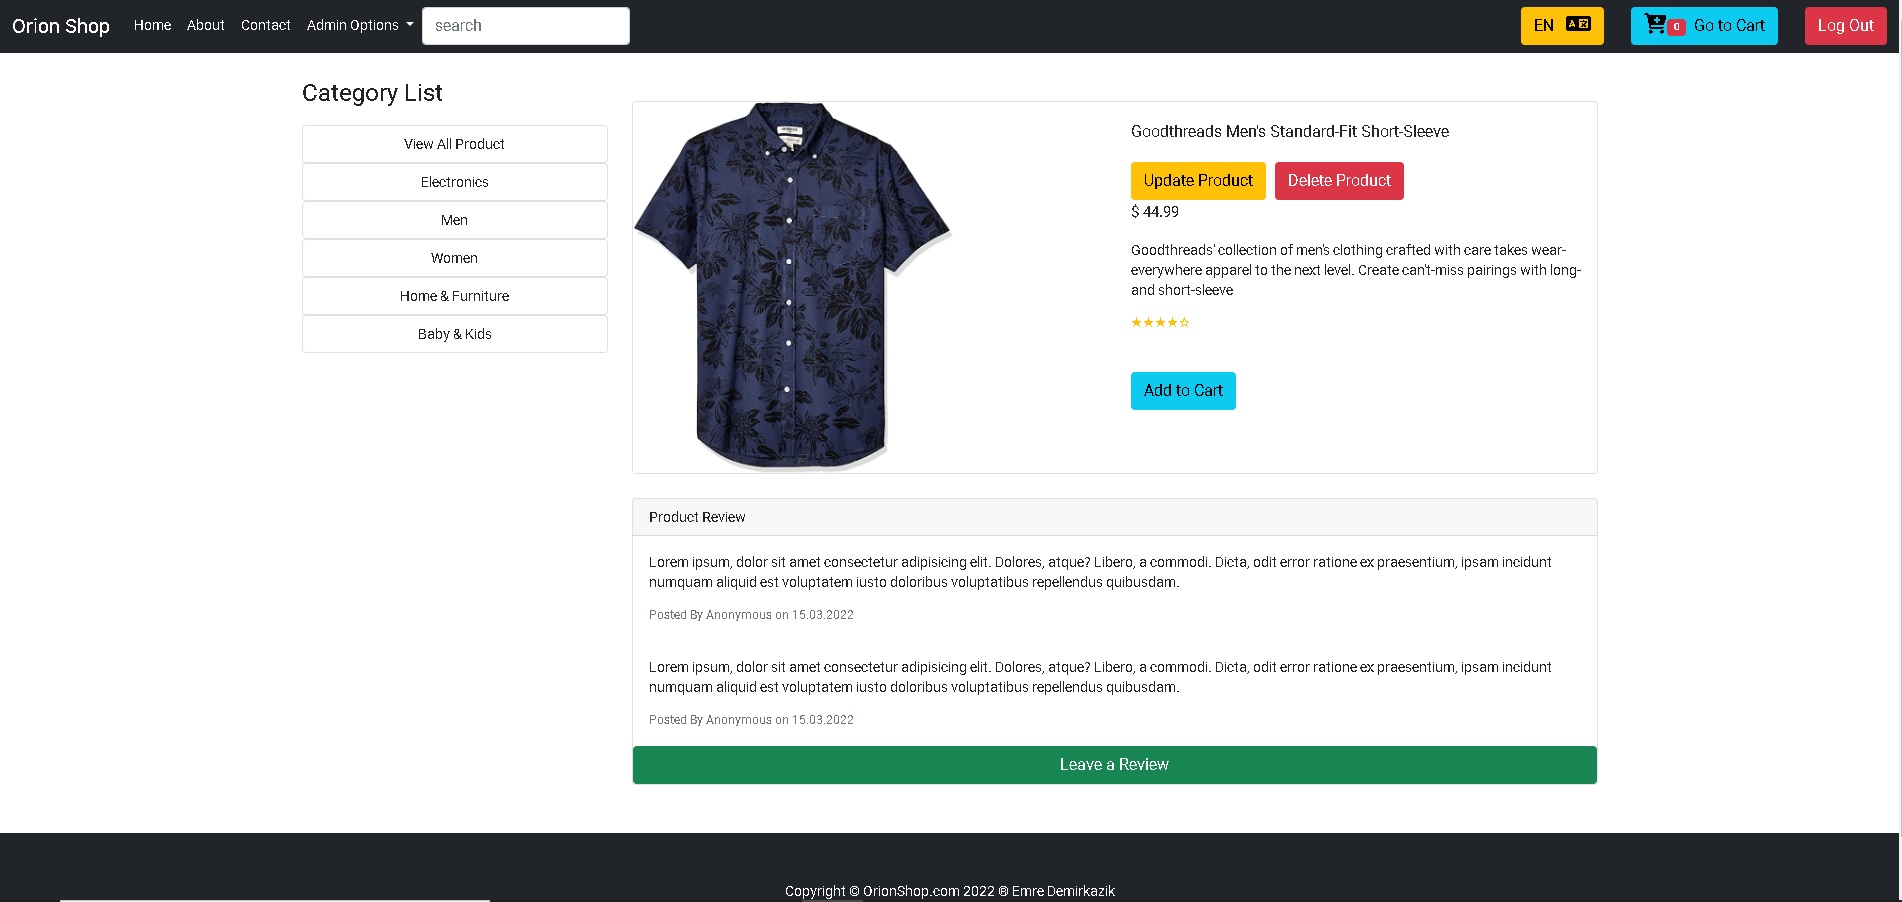 Orion Shop
Home
About
Contact
Admin Options
search
EN
0
Go to Cart
Log Out
Category List
View All Product
Electronics
Men
Women
Home & Furniture
Baby & Kids
Goodthreads Men's Standard-Fit Short-Sleeve
Update Product
Delete Product
$ 44.99
Goodthreads' collection of men's clothing crafted with care takes wear-
everywhere apparel to the next level. Create can't-miss pairings with long-
and short-sleeve
★★★★☆
Add to Cart
Product Review
Lorem ipsum, dolor sit amet consectetur adipisicing elit. Dolores, atque? Libero, a commodi. Dicta, odit error ratione ex praesentium, ipsam incidunt
numquam aliquid est voluptatem iusto doloribus voluptatibus repellendus quibusdam.
Posted By Anonymous on 15.03.2022
Lorem ipsum, dolor sit amet consectetur adipisicing elit. Dolores, atque? Libero, a commodi. Dicta, odit error ratione ex praesentium, ipsam incidunt
numquam aliquid est voluptatem iusto doloribus voluptatibus repellendus quibusdam.
Posted By Anonymous on 15.03.2022
Leave a Review
Copyright © OrionShop.com 2022 ® Emre Demirkazik